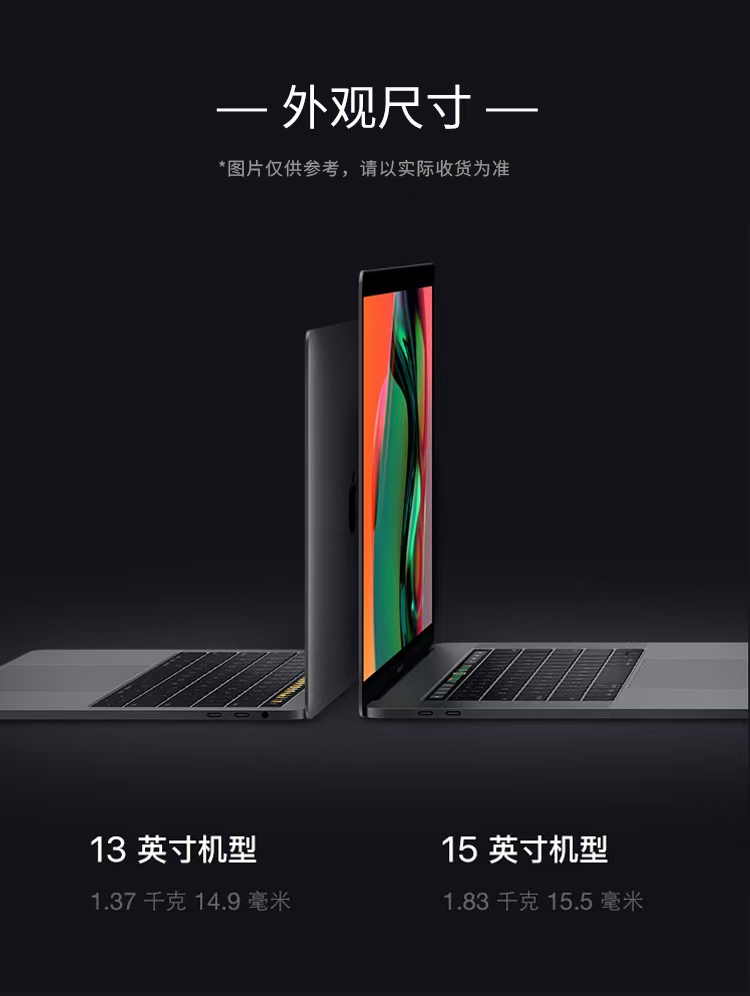 — 外观尺寸 —
*图片仅供参考，请以实际收货为准
13 英寸机型
15 英寸机型
1.37 千克 14.9 毫米
1.83 千克 15.5 毫米